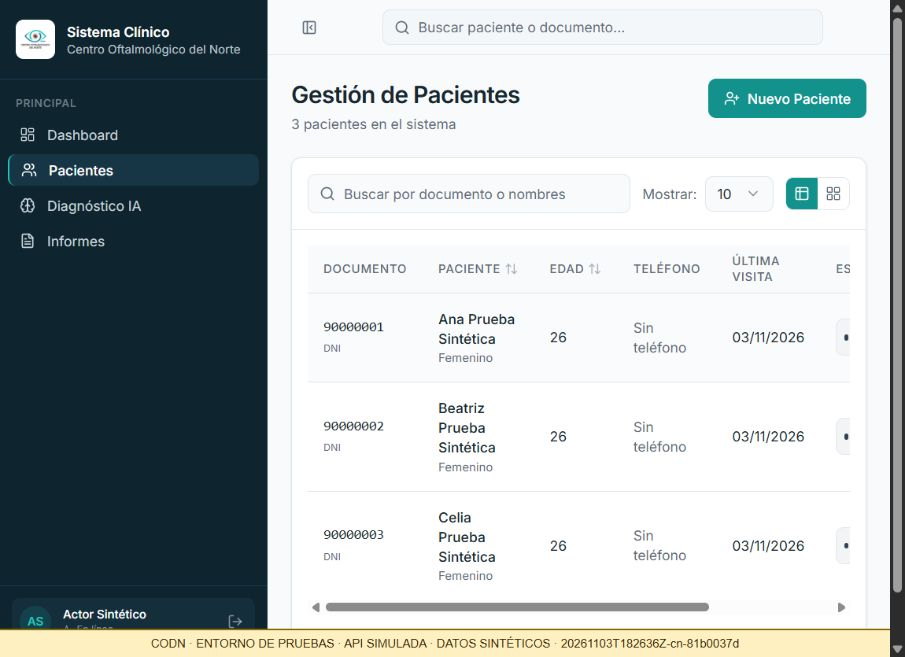 Sistema Clínico
Centro Oftalmológico del Norte
PRINCIPAL
Dashboard
Pacientes
Diagnóstico IA
Informes
AS
Actor Sintético
Buscar paciente o documento...
Gestión de Pacientes
3 pacientes en el sistema
Nuevo Paciente
Buscar por documento o nombres
Mostrar:
10
DOCUMENTO
PACIENTE
EDAD
TELÉFONO
ÚLTIMA
VISITA
ES
90000001
DNI
Ana Prueba
Sintética
Femenino
26
Sin
teléfono
03/11/2026
90000002
DNI
Beatriz
Prueba
Sintética
Femenino
26
Sin
teléfono
03/11/2026
90000003
DNI
Celia
Prueba
Sintética
Femenino
26
Sin
teléfono
03/11/2026
CODN · ENTORNO DE PRUEBAS · API SIMULADA · DATOS SINTÉTICOS · 20261103T182636Z-cn-81b0037d